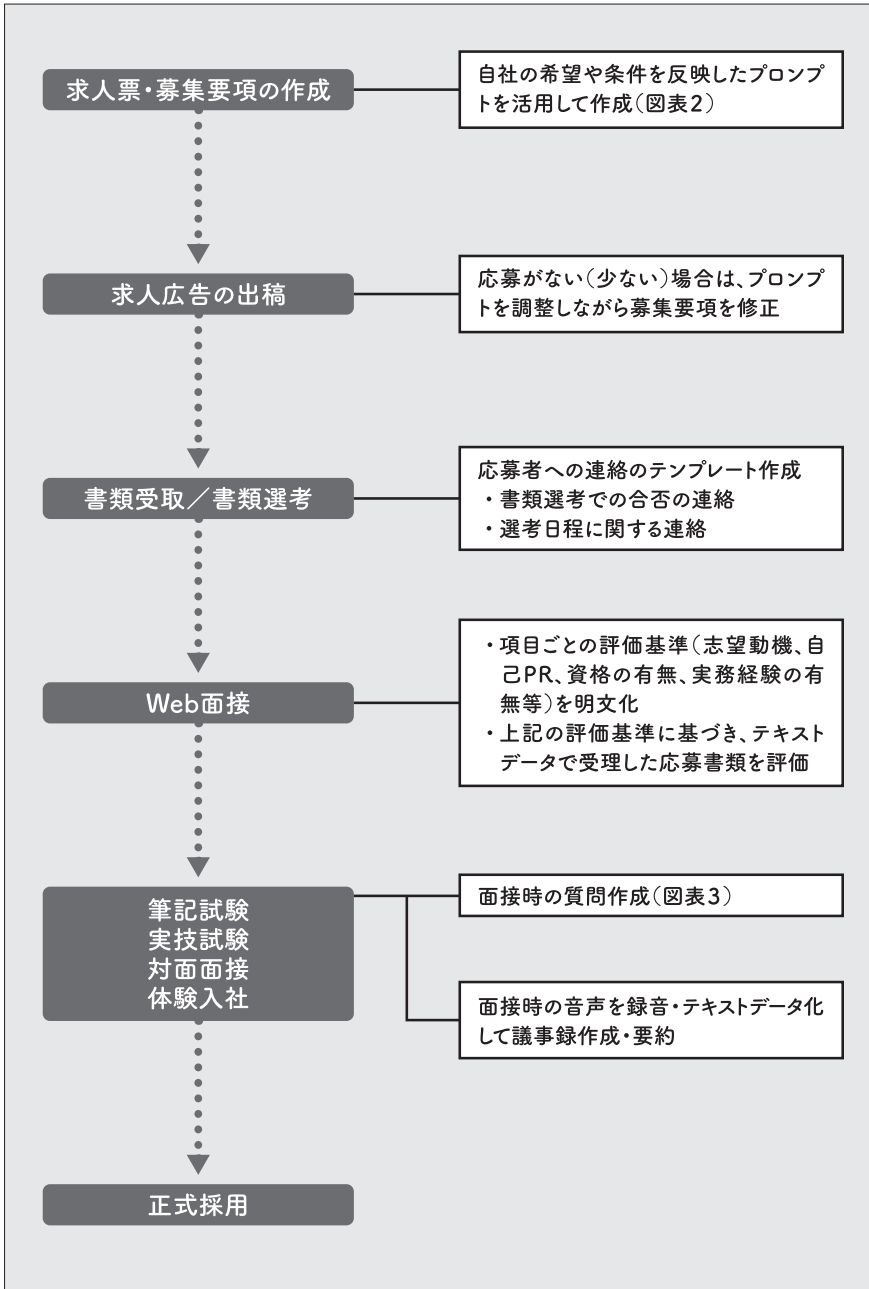 求人票・募集要項の作成
自社の希望や条件を反映したプロンプ
トを活用して作成(図表2)
求人広告の出稿
応募がない(少ない)場合は、プロンプ
トを調整しながら募集要項を修正
書類受取/書類選考
応募者への連絡のテンプレート作成
・書類選考での合否の連絡
・選考日程に関する連絡
Web面接
・項目ごとの評価基準(志望動機、自
己PR、資格の有無、実務経験の有
無等)を明文化
・上記の評価基準に基づき、テキスト
データで受理した応募書類を評価
筆記試験
実技試験
対面面接
体験入社
面接時の質問作成(図表3)
面接時の音声を録音・テキストデータ化
して議事録作成・要約
正式採用